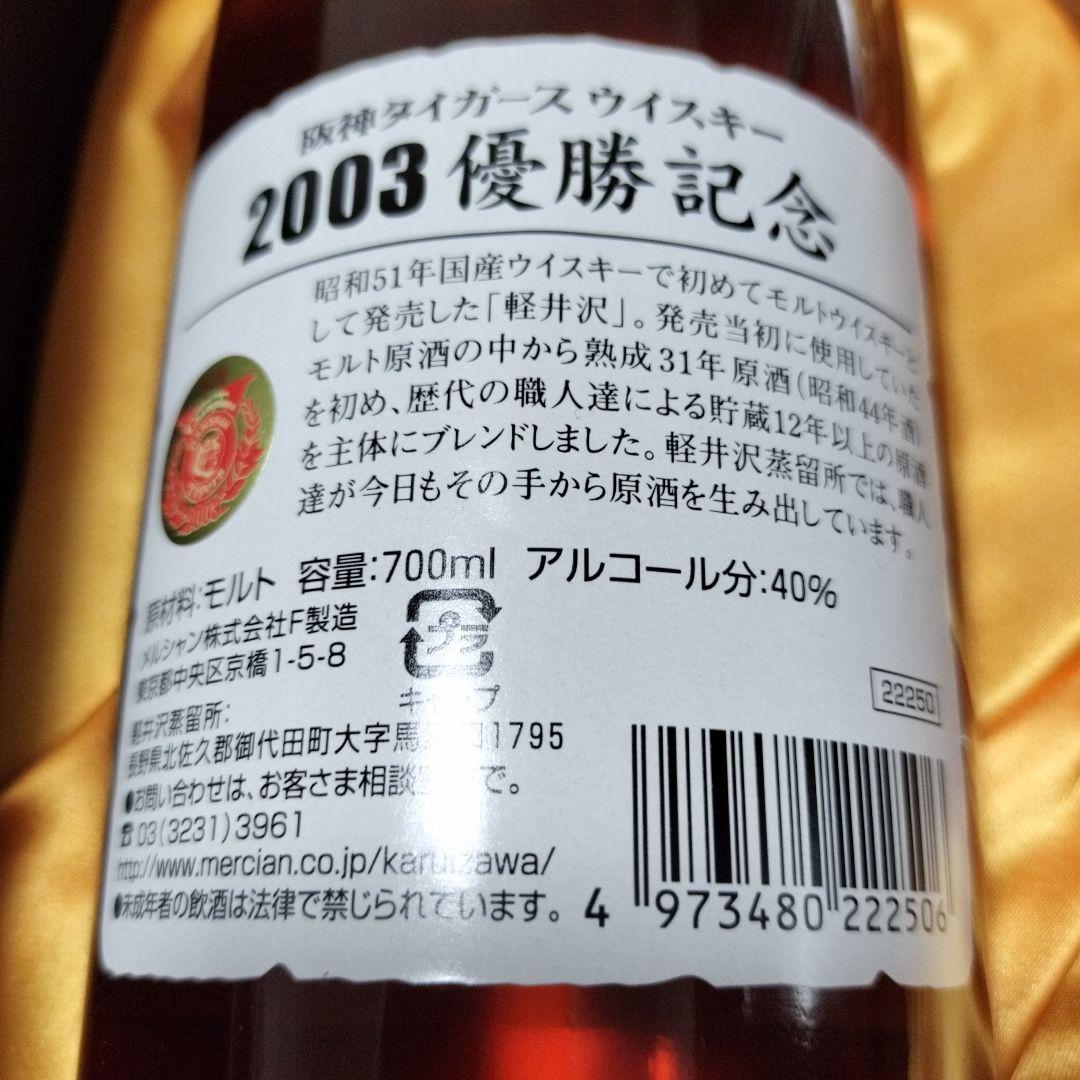 阪神タイガース ウイスキー
2003 優勝記念
昭和51年国産ウイスキーで初めてモルトウイスキーと
して発売した「軽井沢」。発売当初に使用していた
モルト原酒の中から熟成31年原酒(昭和44年酒)
を初め、歴代の職人達による貯蔵12年以上の原酒
を主体にブレンドしました。軽井沢蒸留所では、職人
達が今日もその手から原酒を生み出しています。
原材料:モルト 容量:700ml アルコール分:40%
メルシャン株式会社F製造
東京都中央区京橋1-5-8
プラ
キャップ
22250
軽井沢蒸留所:
長野県北佐久郡御代田町大字馬 1795
●お問い合わせは、お客さま相談 で。
☎03(3231)3961
http://www.mercian.co.jp/karuizawa/
●未成年者の飲酒は法律で禁じられています。
4 973480 222506